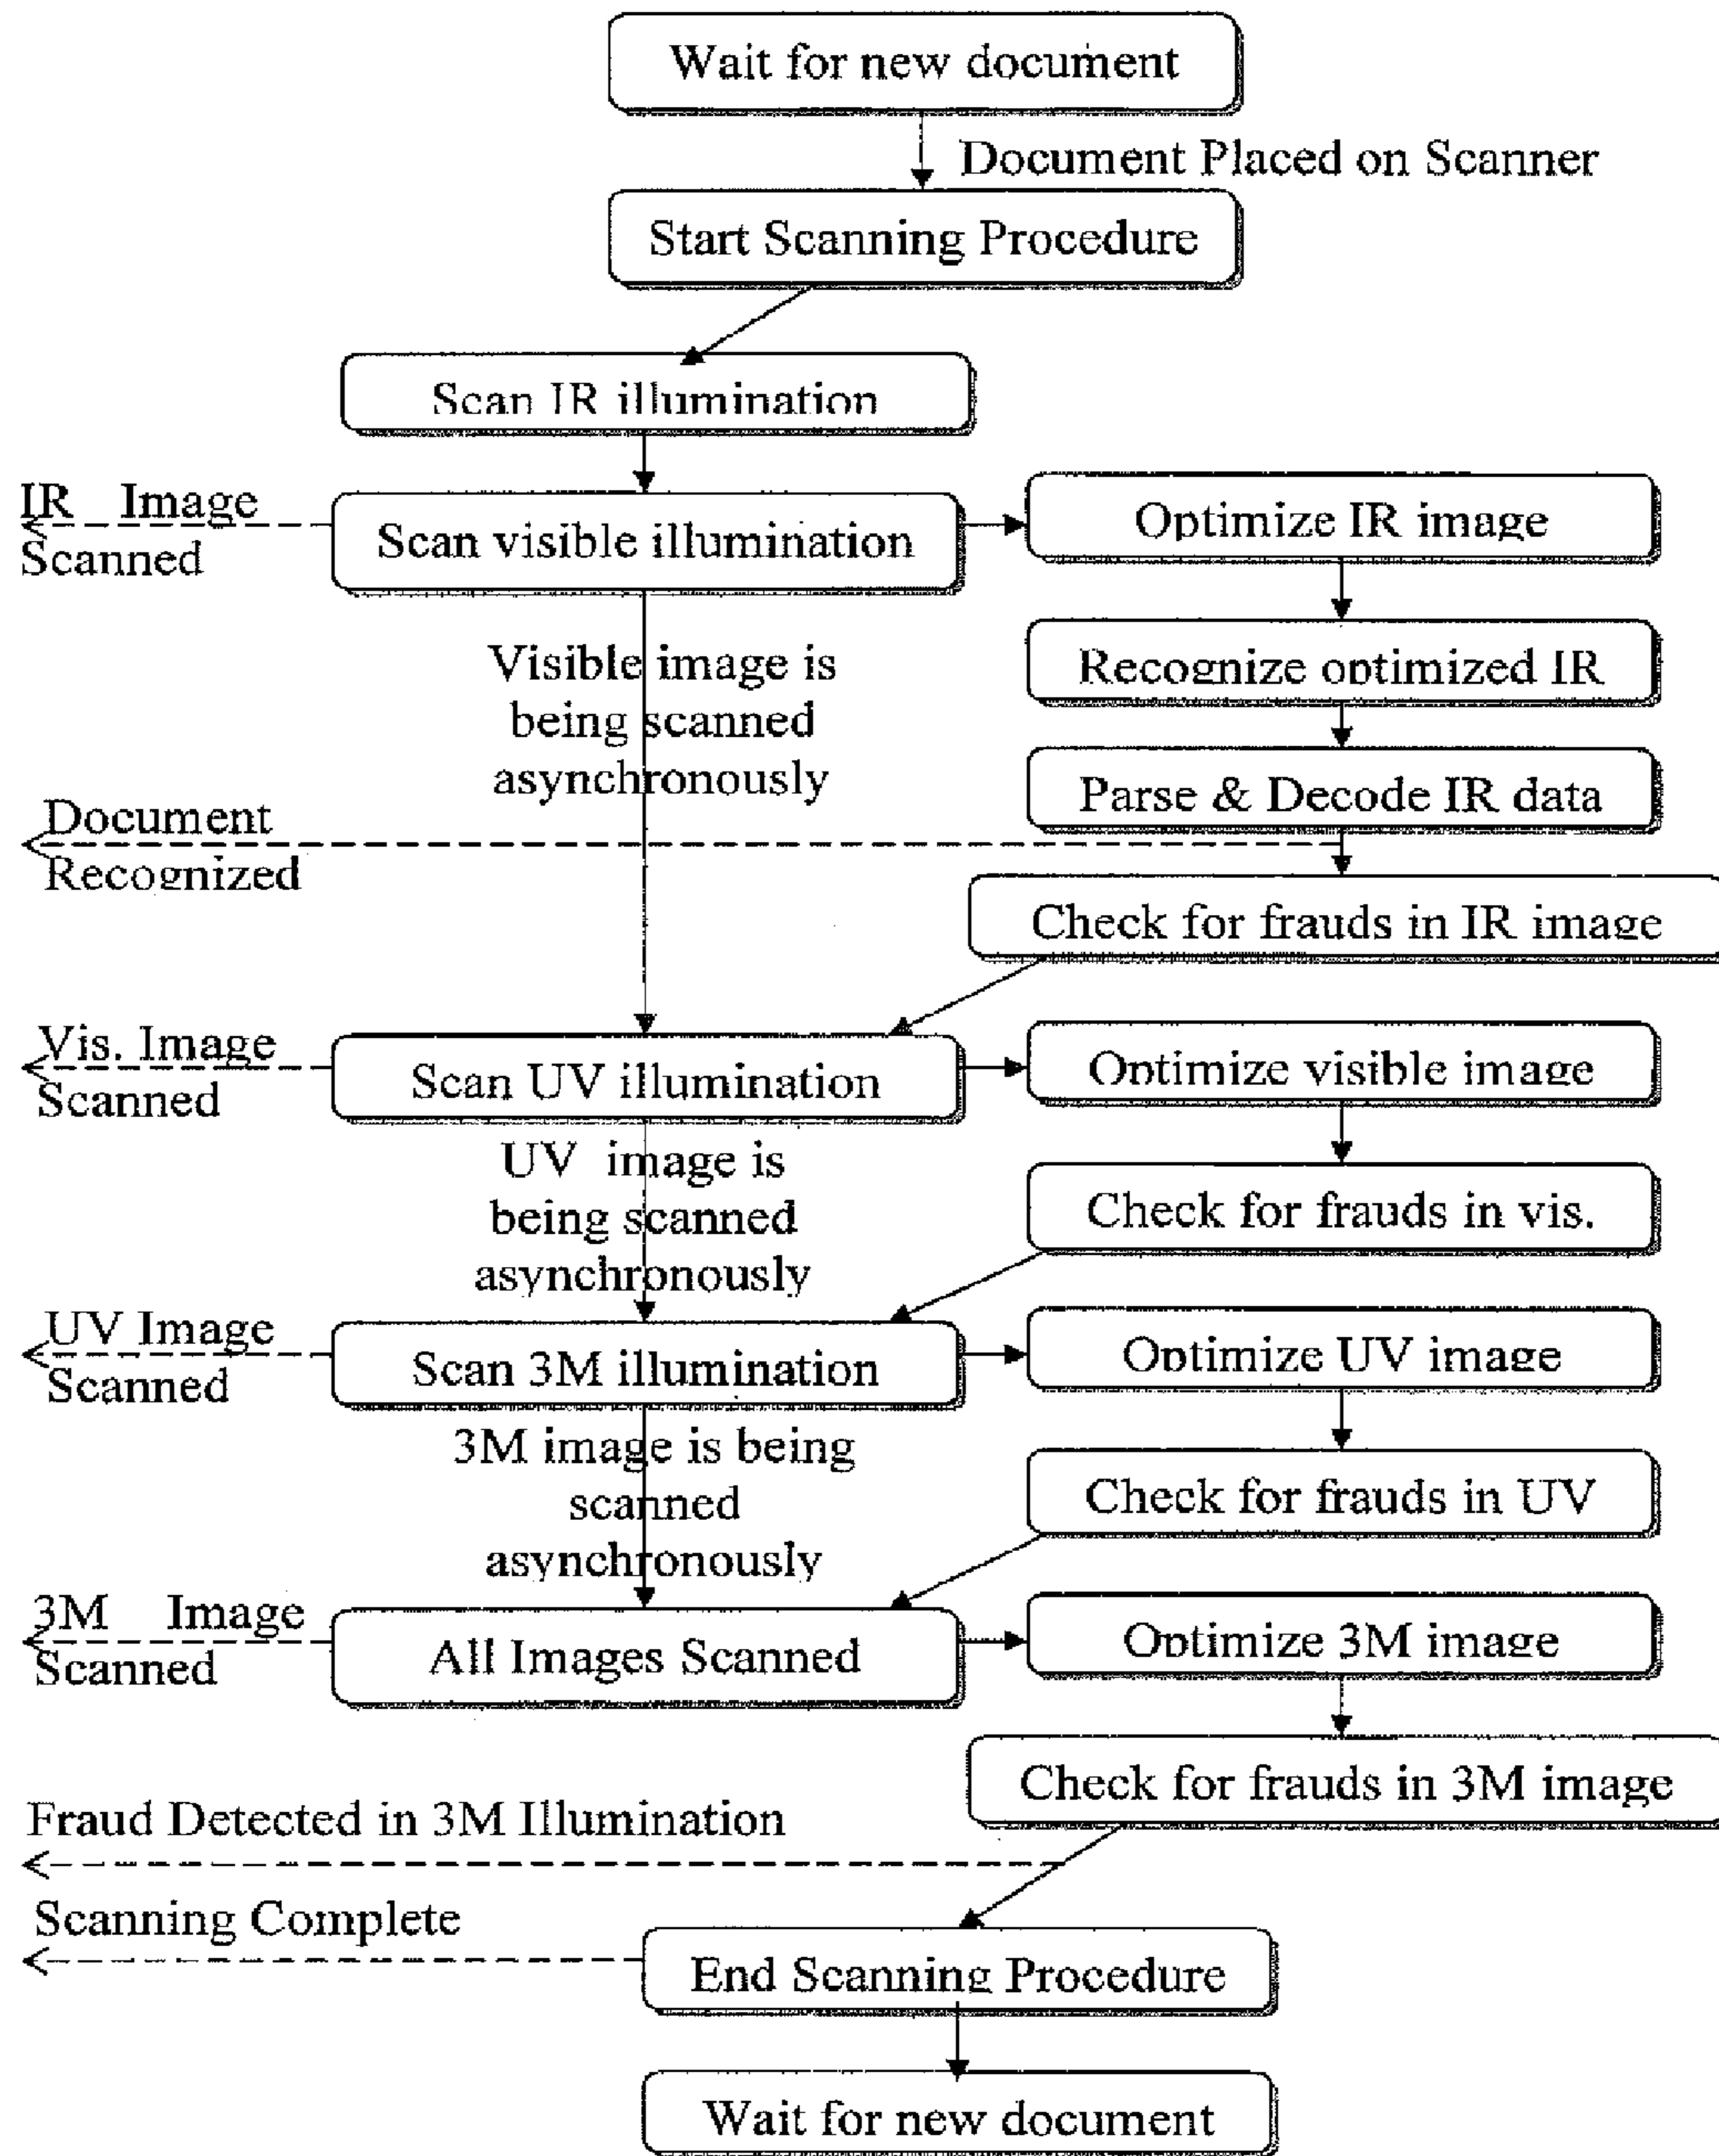 Wait for new document
Document Placed on Scanner
Start Scanning Procedure
Scan IR illumination
IR Image
Scanned
Scan visible illumination
Optimize IR image
Visible image is
being scanned
asynchronously
Recognize optimized IR
Parse & Decode IR data
Document
Recognized
Check for frauds in IR image
Vis. Image
Scanned
Scan UV illumination
Optimize visible image
UV image is
being scanned
asynchronously
Check for frauds in vis.
UV Image
Scanned
Scan 3M illumination
Optimize UV image
3M image is being
scanned
asynchronously
Check for frauds in UV
3M Image
Scanned
All Images Scanned
Optimize 3M image
Check for frauds in 3M image
Fraud Detected in 3M Illumination
Scanning Complete
End Scanning Procedure
Wait for new document